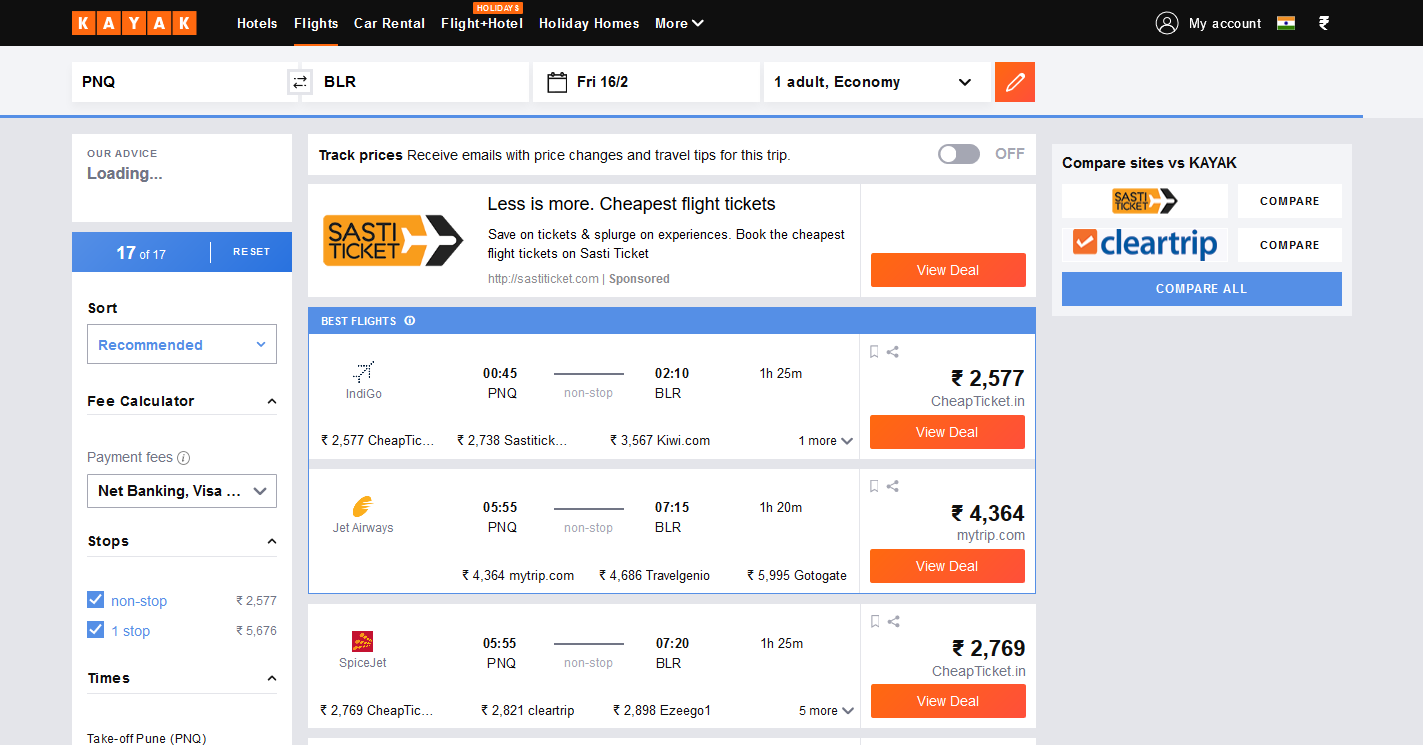 KAYAK
Hotels
Flights
Car Rental
HOLIDAYS
Flight+Hotel
Holiday Homes
More
My account
₹
PNQ
BLR
Fri 16/2
1 adult, Economy
OUR ADVICE
Loading...
17 of 17
RESET
Sort
Recommended
Fee Calculator
Payment fees
Net Banking, Visa ...
Stops
non-stop ₹ 2,577
1 stop ₹ 5,676
Times
Take-off Pune (PNQ)
Track prices Receive emails with price changes and travel tips for this trip.
OFF
SASTI
TICKET
Less is more. Cheapest flight tickets
Save on tickets & splurge on experiences. Book the cheapest
flight tickets on Sasti Ticket
http://sastiticket.com | Sponsored
View Deal
BEST FLIGHTS
IndiGo
00:45
PNQ
non-stop
02:10
BLR
1h 25m
₹ 2,577 CheapTic...
₹ 2,738 Sastitick...
₹ 3,567 Kiwi.com
1 more
₹ 2,577
CheapTicket.in
View Deal
Jet Airways
05:55
PNQ
non-stop
07:15
BLR
1h 20m
₹ 4,364 mytrip.com
₹ 4,686 Travelgenio
₹ 5,995 Gotogate
₹ 4,364
mytrip.com
View Deal
SpiceJet
05:55
PNQ
non-stop
07:20
BLR
1h 25m
₹ 2,769 CheapTic...
₹ 2,821 cleartrip
₹ 2,898 Ezeego1
5 more
₹ 2,769
CheapTicket.in
View Deal
Compare sites vs KAYAK
SASTI
TICKET
COMPARE
cleartrip
COMPARE
COMPARE ALL